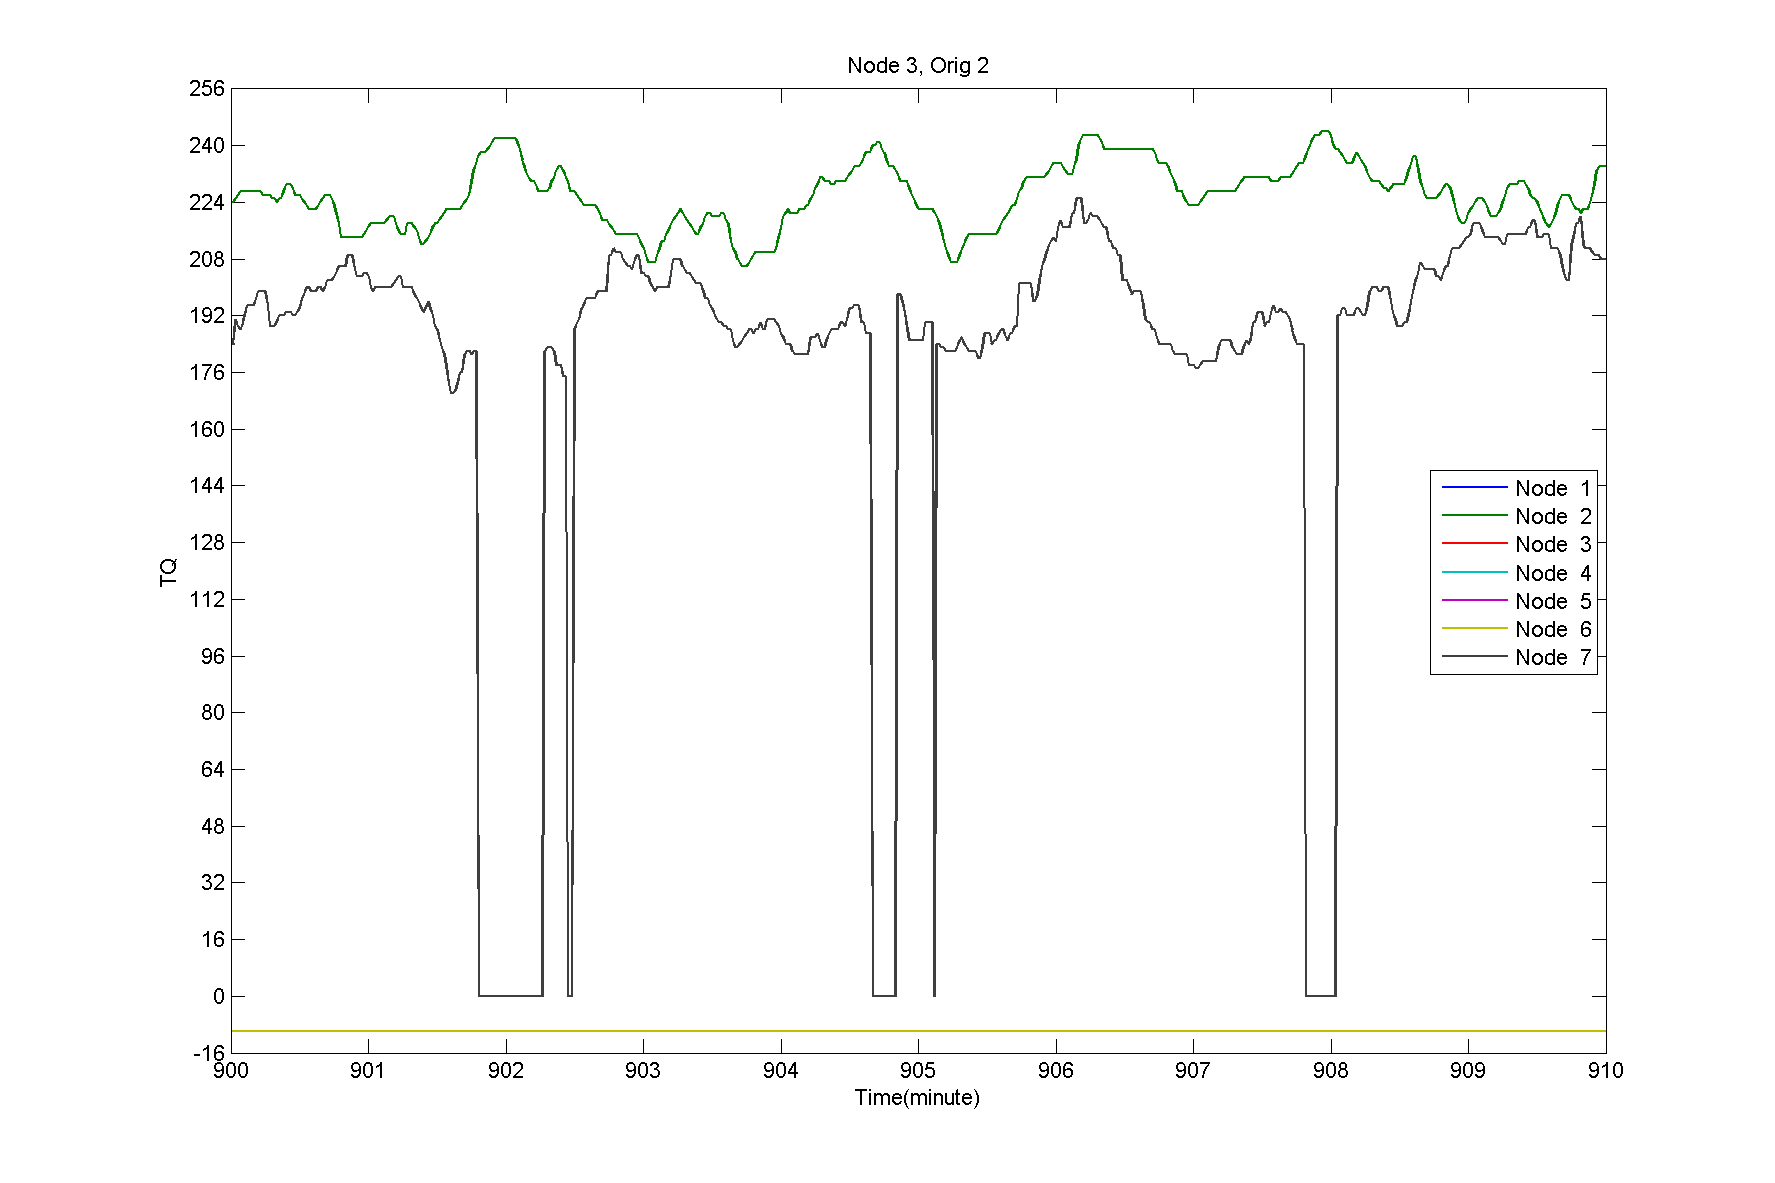 Node 3, Orig 2
256
240
224
208
192
176
160
144
128
112
96
80
64
48
32
16
0
-16
TQ
Node 1
Node 2
Node 3
Node 4
Node 5
Node 6
Node 7
900 901 902 903 904 905 906 907 908 909 910
Time(minute)